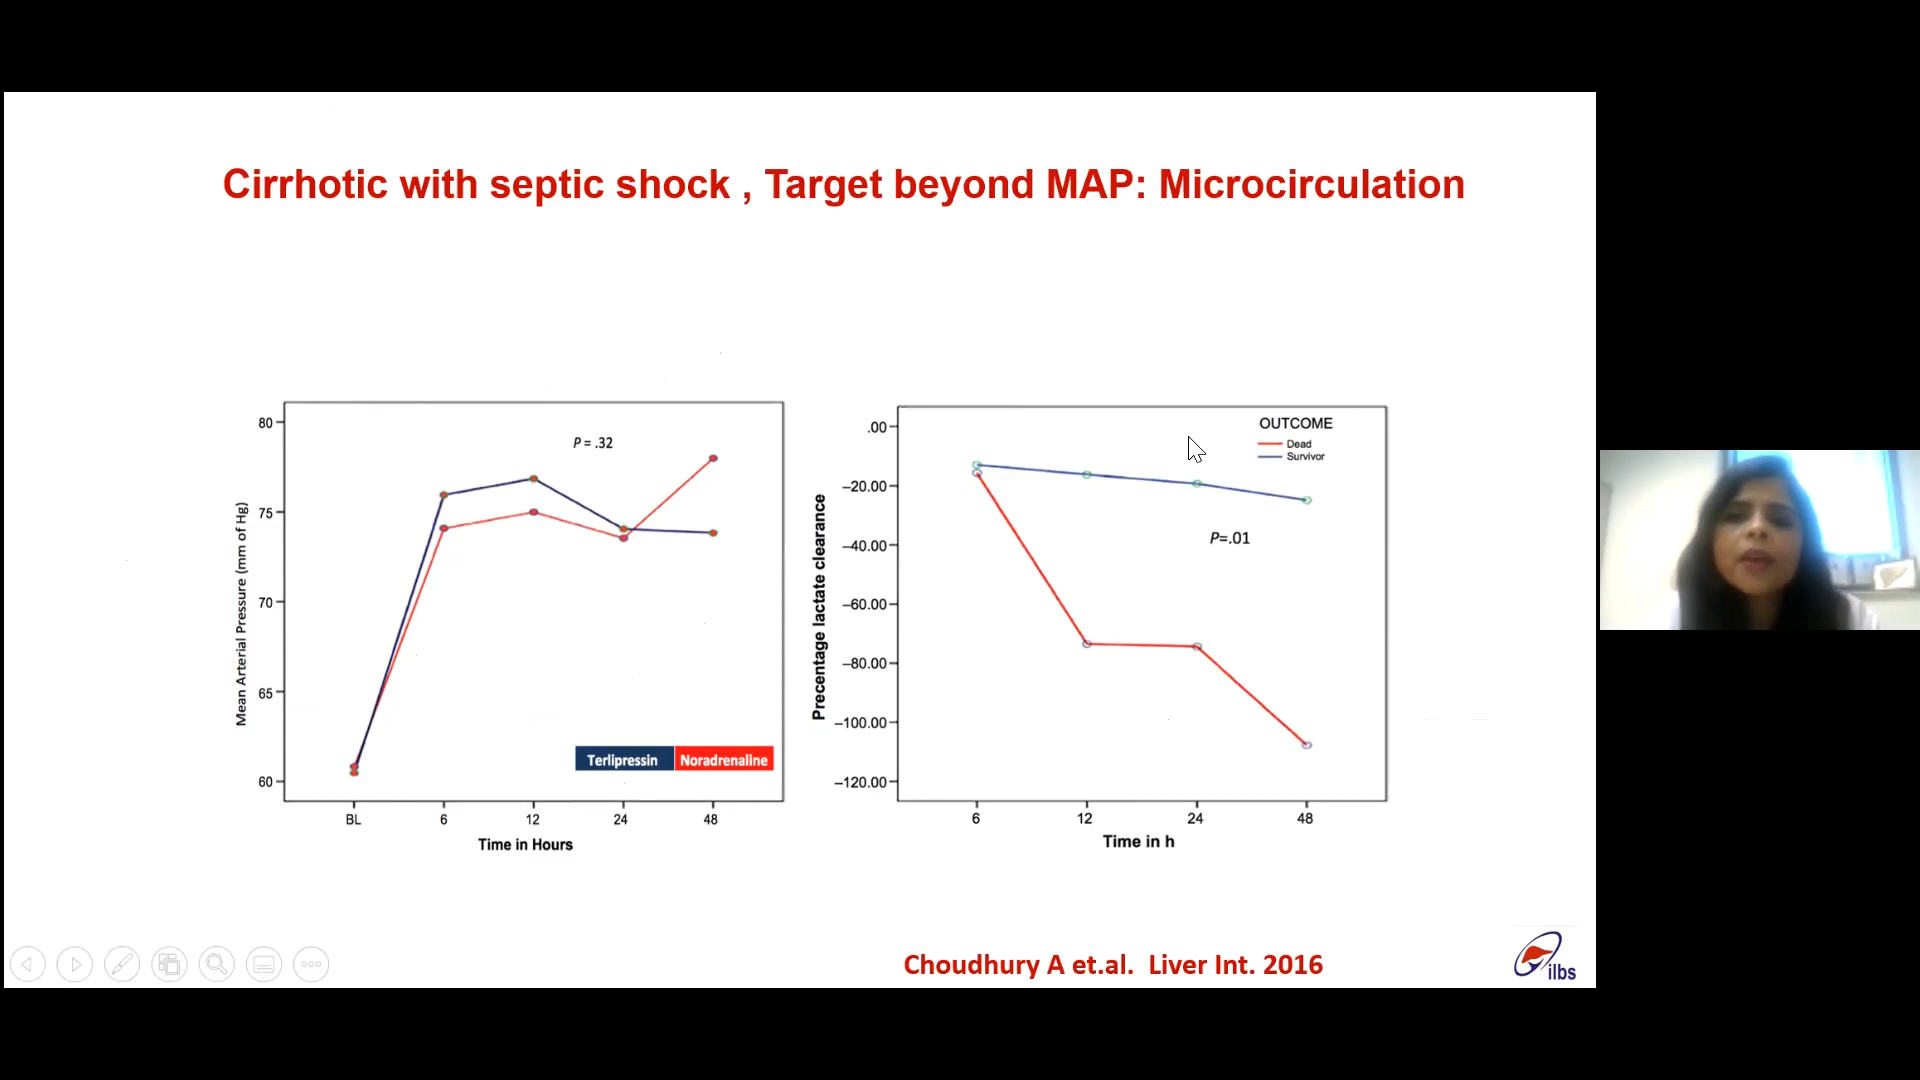 Cirrhotic with septic shock , Target beyond MAP: Microcirculation
Mean Arterial Pressure (mm of Hg)
80
75
70
65
60
P = .32
Terlipressin
Noradrenaline
BL
6
12
24
48
Time in Hours
Precentage lactate clearance
.00
–20.00
–40.00
–60.00
–80.00
–100.00
–120.00
OUTCOME
Dead
Survivor
P=.01
6
12
24
48
Time in h
Choudhury A et.al. Liver Int. 2016
ilbs